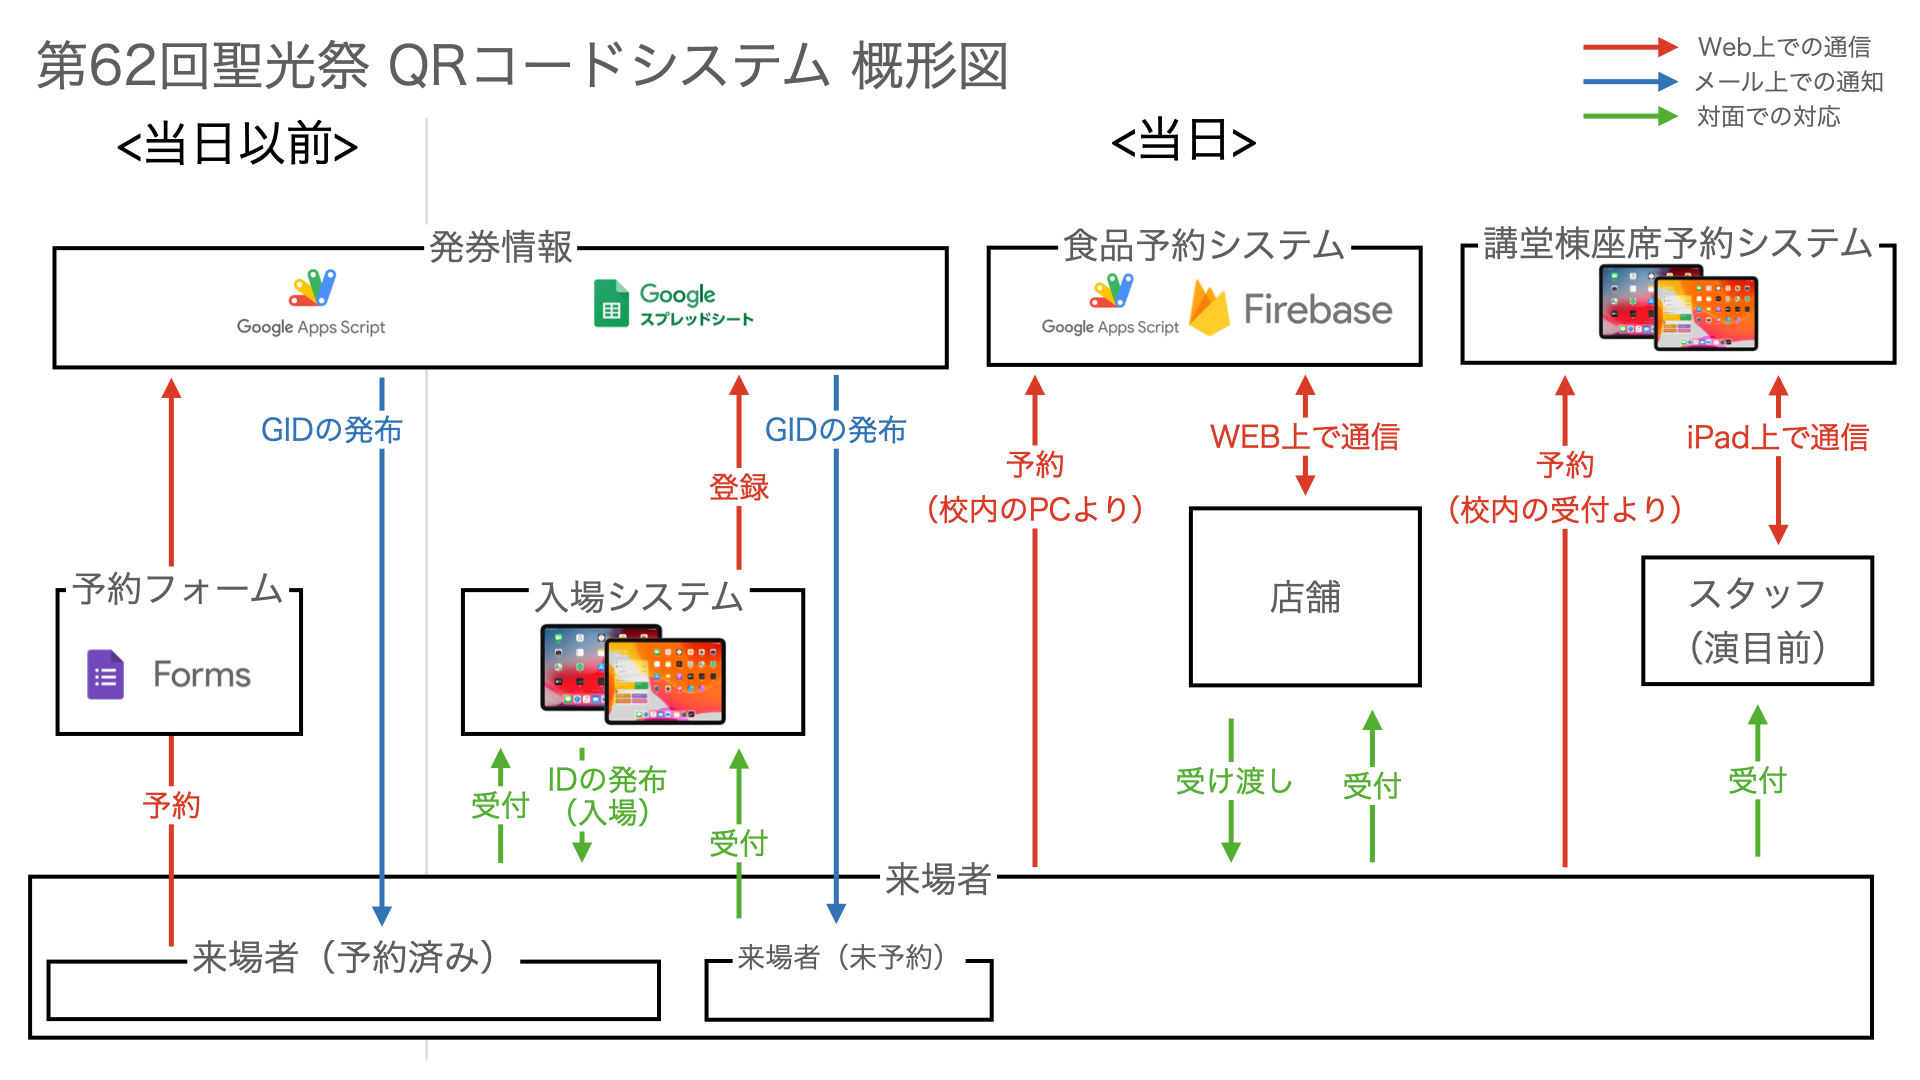 第62回聖光祭 QRコードシステム 概形図
Web上での通信
メール上での通知
対面での対応
<当日以前>
<当日>
発券情報
Google Apps Script
Google
スプレッドシート
食品予約システム
Google Apps Script
Firebase
講堂棟座席予約システム
GIDの発布
登録
GIDの発布
予約
（校内のPCより）
WEB上で通信
予約
（校内の受付より）
iPad上で通信
予約フォーム
Forms
入場システム
店舗
スタッフ
（演目前）
予約
受付
IDの発布
（入場）
受付
受け渡し
受付
受付
来場者
来場者（予約済み）
来場者（未予約）